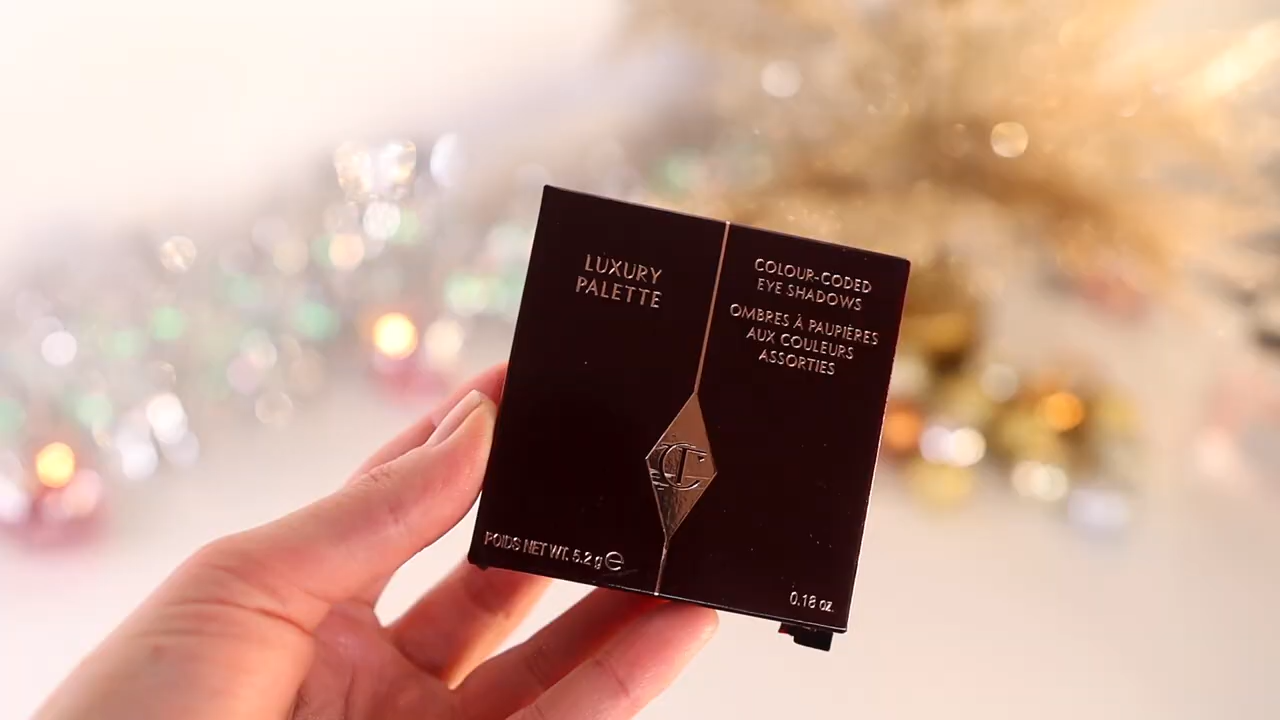 LUXURY
PALETTE
COLOUR-CODED
EYE SHADOWS
OMBRES À PAUPIÈRES
AUX COULEURS
ASSORTIES
CT
POIDS NET WT. 5.2 g ℮
0.18 oz.